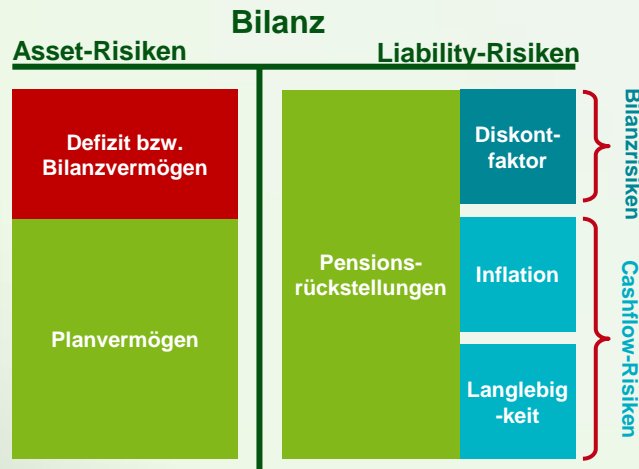 Bilanz
Asset-Risiken
Liability-Risiken
Defizit bzw.
Bilanzvermögen
Planvermögen
Pensions-
rückstellungen
Diskont-
faktor
Inflation
Langlebig
-keit
Bilanzrisiken
Cashflow-Risiken